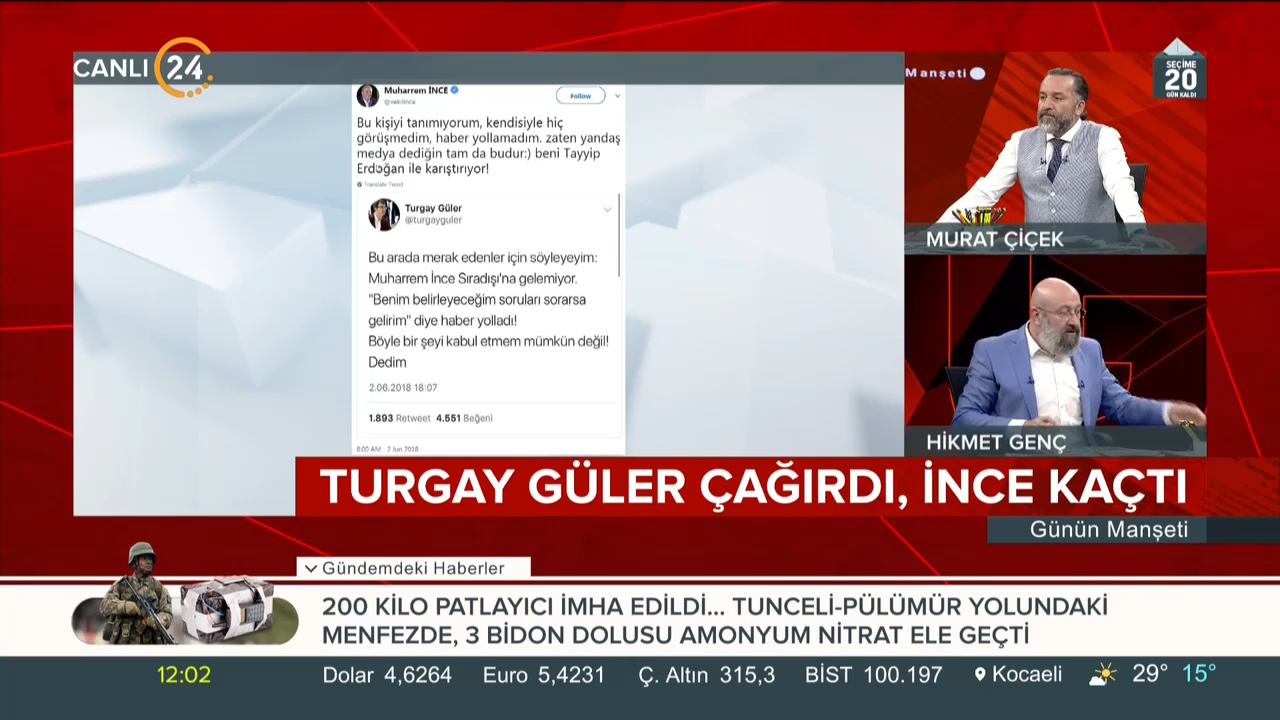 CANLI 24
Manşeti
SEÇİME
20
GÜN KALDI
Muharrem İNCE
@vekilince
Follow
Bu kişiyi tanımıyorum, kendisiyle hiç
görüşmedim, haber yollamadım. zaten yandaş
medya dediğin tam da budur:) beni Tayyip
Erdoğan ile karıştırıyor!
Translate Tweet
Turgay Güler
@turgayguler
Bu arada merak edenler için söyleyeyim:
Muharrem İnce Sıradışı'na gelemiyor.
"Benim belirleyeceğim soruları sorarsa
gelirim" diye haber yolladı!
Böyle bir şeyi kabul etmem mümkün değil!
Dedim
2.06.2018 18:07
1.893 Retweet 4.551 Beğeni
8:00 AM - 2 Jun 2018
MURAT ÇİÇEK
HİKMET GENÇ
TURGAY GÜLER ÇAĞIRDI, İNCE KAÇTI
Günün Manşeti
Gündemdeki Haberler
200 KİLO PATLAYICI İMHA EDİLDİ... TUNCELİ-PÜLÜMÜR YOLUNDAKİ
MENFEZDE, 3 BİDON DOLUSU AMONYUM NİTRAT ELE GEÇTİ
12:02 Dolar 4,6264 Euro 5,4231 Ç. Altın 315,3 BİST 100.197 Kocaeli 29° 15°